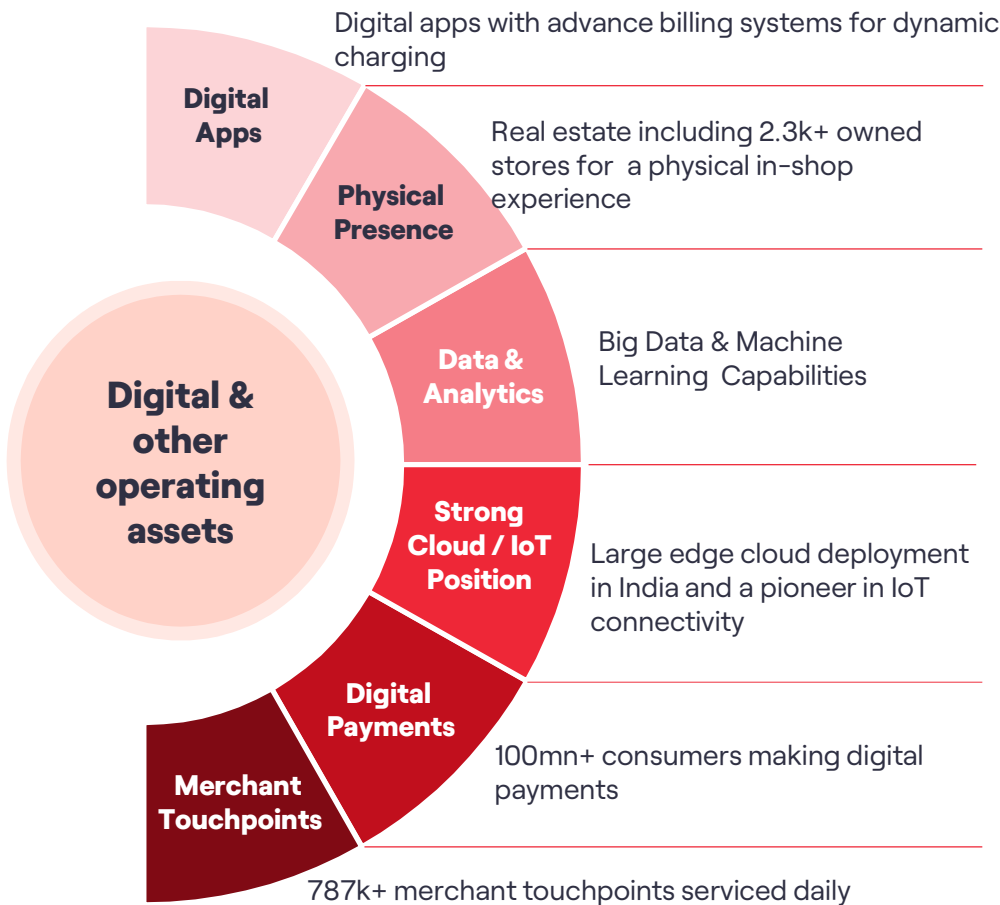 Digital apps with advance billing systems for dynamic
charging
Digital
Apps
Real estate including 2.3k+ owned
stores for a physical in-shop
experience
Physical
Presence
Big Data & Machine
Learning Capabilities
Data &
Analytics
Digital &
other
operating
assets
Strong
Cloud / IoT
Position
Large edge cloud deployment
in India and a pioneer in IoT
connectivity
Digital
Payments
100mn+ consumers making digital
payments
Merchant
Touchpoints
787k+ merchant touchpoints serviced daily